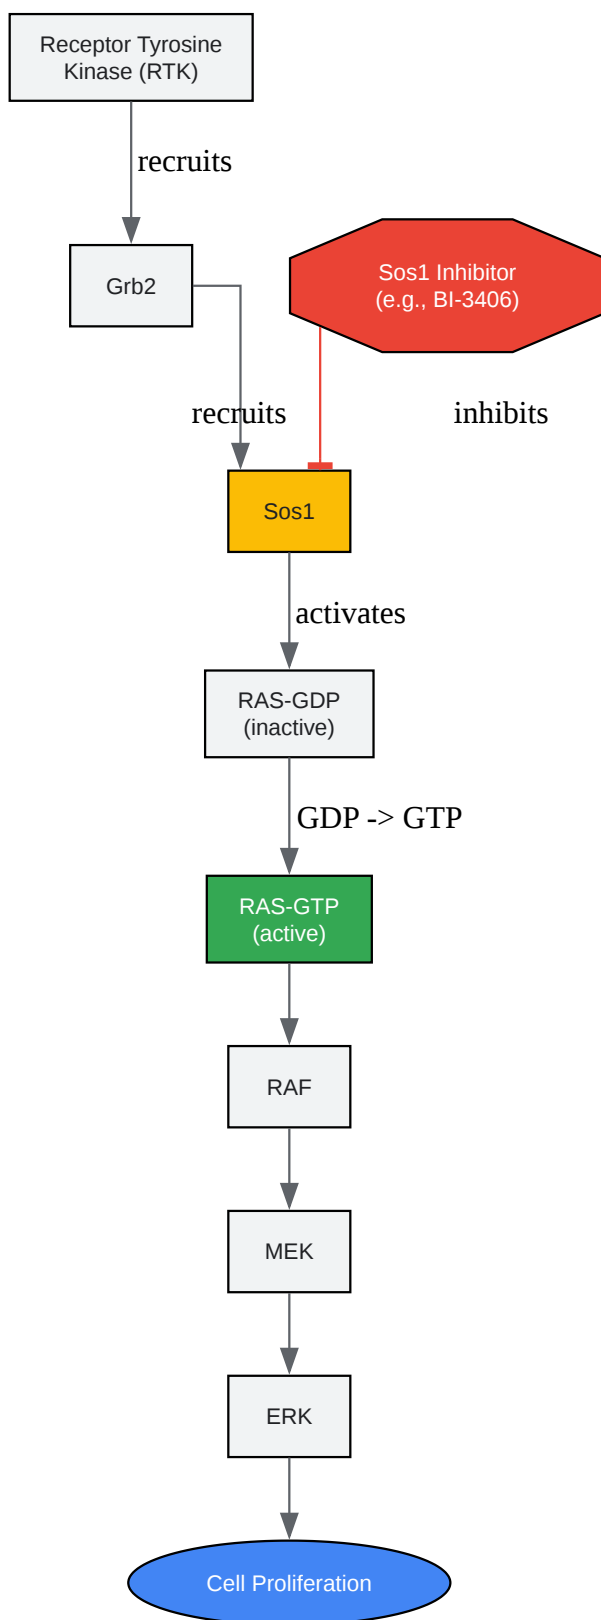 Receptor Tyrosine
Kinase (RTK)
recruits
Grb2
Sos1 Inhibitor
(e.g., BI-3406)
recruits
inhibits
Sos1
activates
RAS-GDP
(inactive)
GDP -> GTP
RAS-GTP
(active)
RAF
MEK
ERK
Cell Proliferation